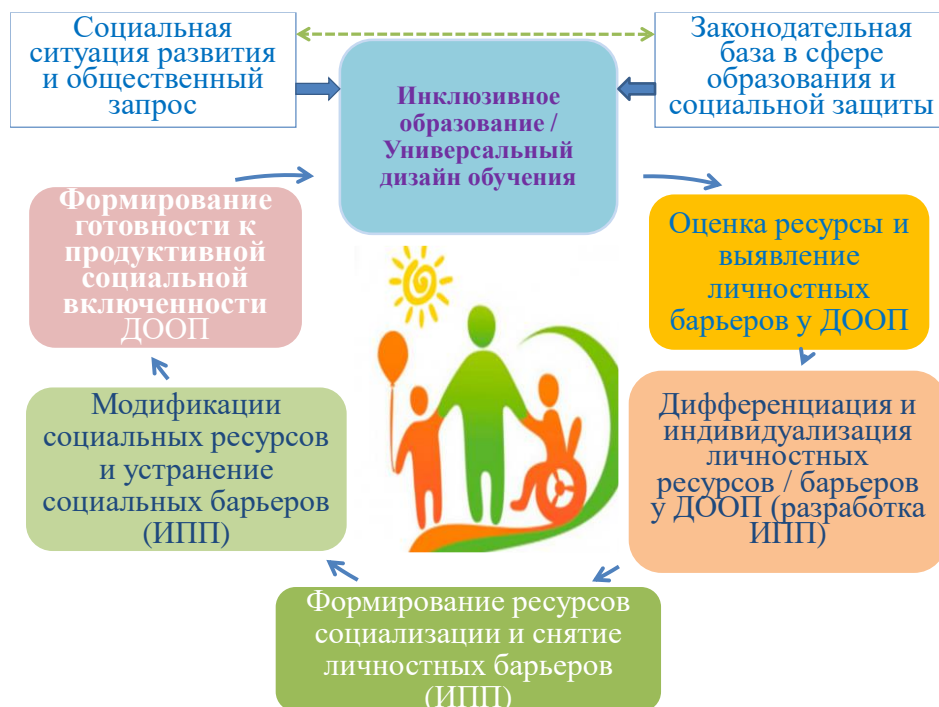 Социальная
ситуация развития
и общественный
запрос
Законодательная
база в сфере
образования и
социальной защиты
Инклюзивное
образование /
Универсальный
дизайн обучения
Формирование
готовности к
продуктивной
социальной
включенности
ДООП
Оценка ресурсы и
выявление
личностных
барьеров у ДООП
Модификации
социальных ресурсов
и устранение
социальных барьеров
(ИПП)
Дифференциация и
индивидуализация
личностных
ресурсов / барьеров
у ДООП (разработка
ИПП)
Формирование ресурсов
социализации и снятие
личностных барьеров
(ИПП)